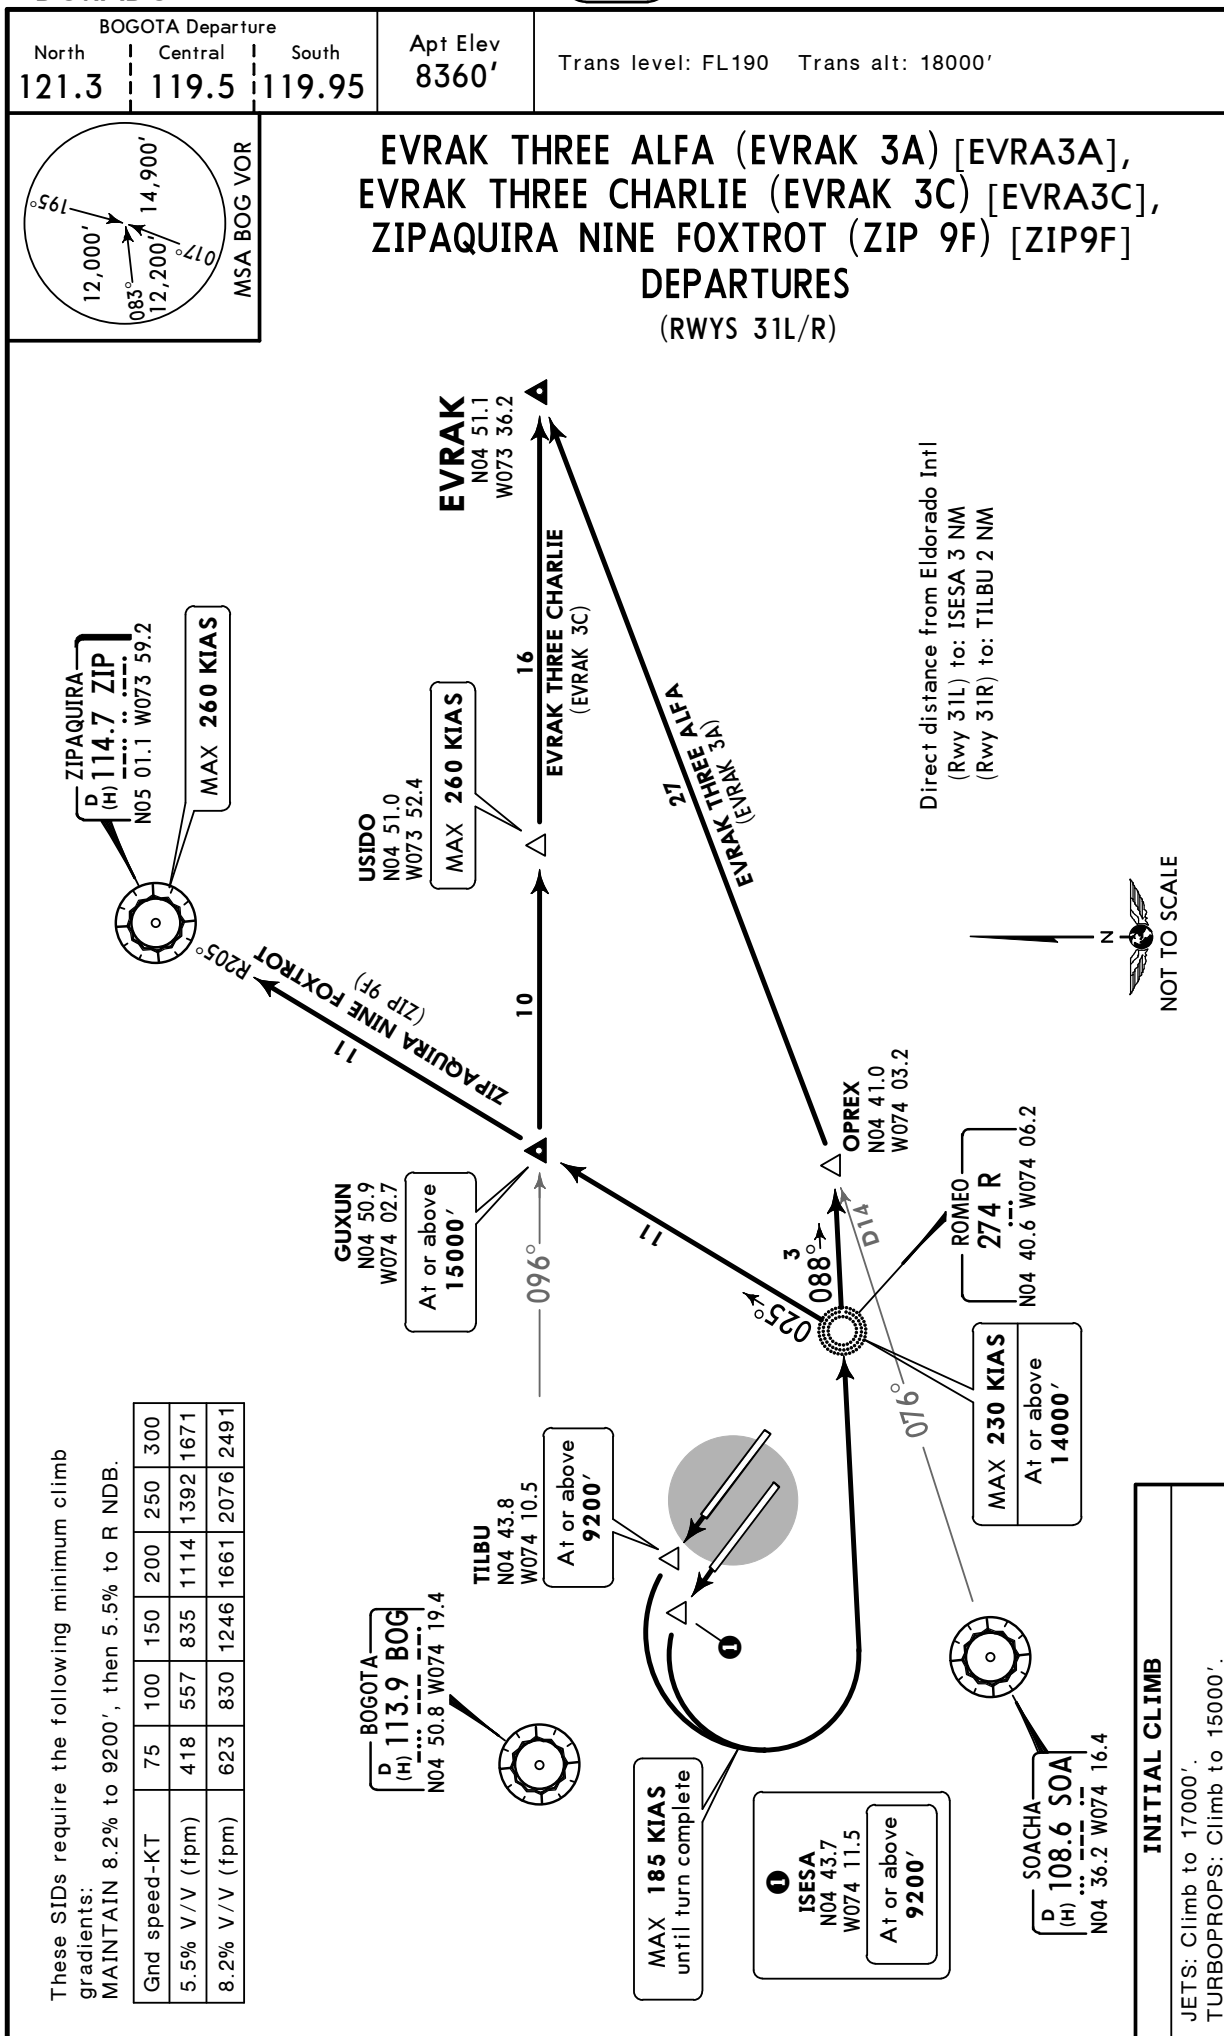 BOGOTA Departure
North
Central
South
121.3
119.5
119.95
Apt Elev
8360'
Trans level: FL190 Trans alt: 18000'
MSA BOG VOR
195°
14,900'
12,000'
017°
083°
12,200'
EVRAK THREE ALFA (EVRAK 3A) [EVRA3A],
EVRAK THREE CHARLIE (EVRAK 3C) [EVRA3C],
ZIPAQUIRA NINE FOXTROT (ZIP 9F) [ZIP9F]
DEPARTURES
(RWYS 31L/R)
EVRAK
N04 51.1
W073 36.2
ZIPAQUIRA
D
(H) 114.7 ZIP
N05 01.1 W073 59.2
MAX 260 KIAS
USIDO
N04 51.0
W073 52.4
MAX 260 KIAS
16
EVRAK THREE CHARLIE
(EVRAK 3C)
27
EVRAK THREE ALFA
(EVRAK 3A)
Direct distance from Eldorado Intl
(Rwy 31L) to: ISESA 3 NM
(Rwy 31R) to: TILBU 2 NM
R205°
ZIPAQUIRA NINE FOXTROT
(ZIP 9F)
11
10
N
NOT TO SCALE
GUXUN
N04 50.9
W074 02.7
At or above
15000'
096°
11
OPREX
N04 41.0
W074 03.2
3
088°
025°
D14
076°
ROMEO
274 R
N04 40.6 W074 06.2
MAX 230 KIAS
At or above
14000'
TILBU
N04 43.8
W074 10.5
At or above
9200'
BOGOTA
D
(H) 113.9 BOG
N04 50.8 W074 19.4
1
MAX 185 KIAS
until turn complete
1
ISESA
N04 43.7
W074 11.5
At or above
9200'
SOACHA
D
(H) 108.6 SOA
N04 36.2 W074 16.4
These SIDs require the following minimum climb
gradients:
MAINTAIN 8.2% to 9200', then 5.5% to R NDB.
Gnd speed-KT 75 100 150 200 250 300
5.5% V/V (fpm) 418 557 835 1114 1392 1671
8.2% V/V (fpm) 623 830 1246 1661 2076 2491
INITIAL CLIMB
JETS: Climb to 17000'.
TURBOPROPS: Climb to 15000'.